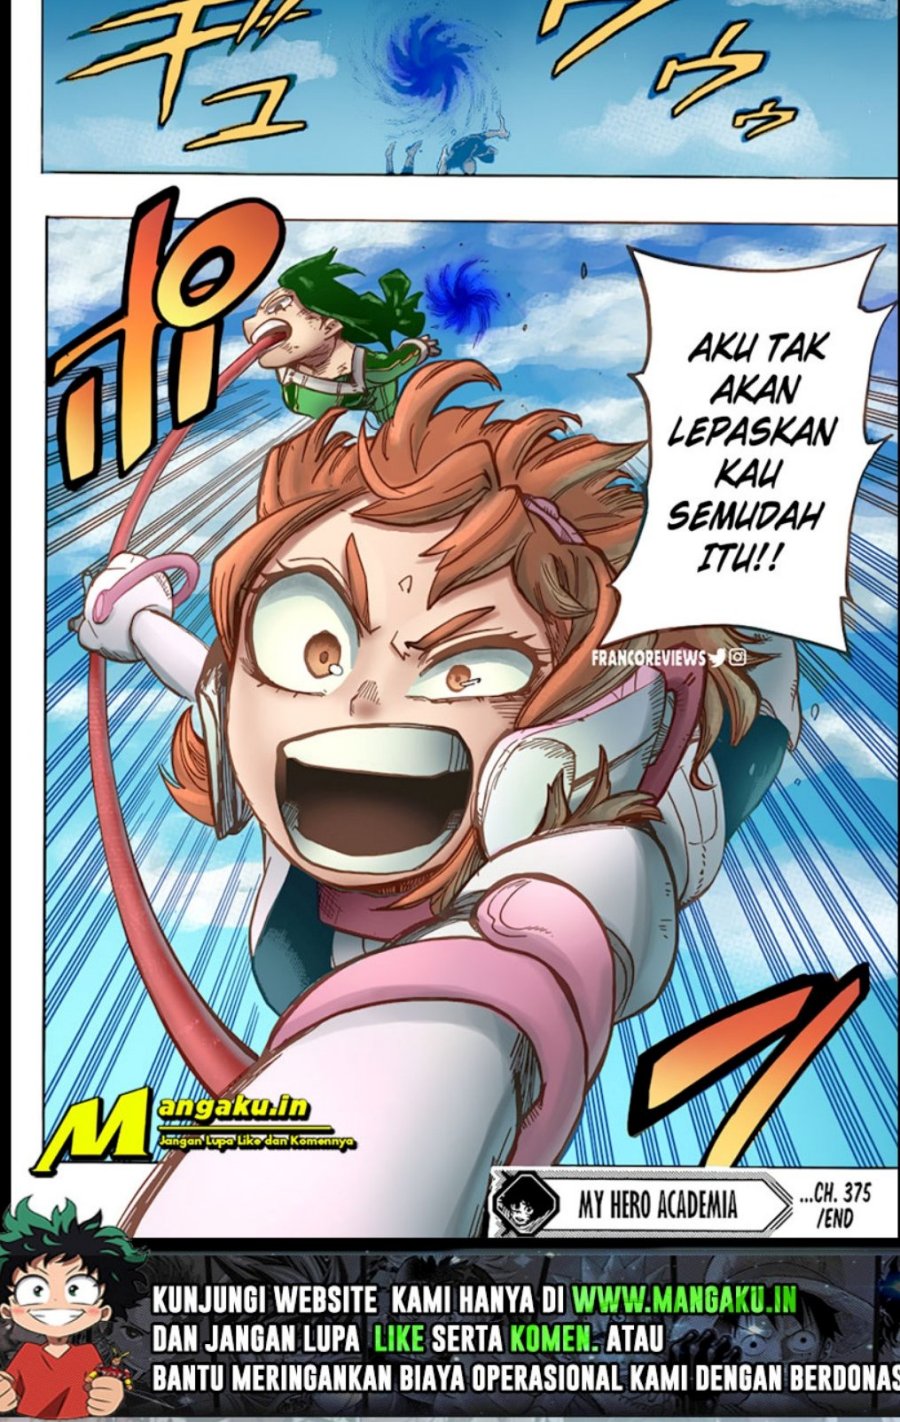 ギュ
ウゥゥ
ポ
AKU TAK
AKAN
LEPASKAN
KAU
SEMUDAH
ITU!!
FRANCOREVIEWS
フ
Mangaku.in
Jangan Lupa Like dan Komennya
MY HERO ACADEMIA
...CH. 375
/END
KUNJUNGI WEBSITE KAMI HANYA DI WWW.MANGAKU.IN
DAN JANGAN LUPA LIKE SERTA KOMEN. ATAU
BANTU MERINGANKAN BIAYA OPERASIONAL KAMI DENGAN BERDONAS